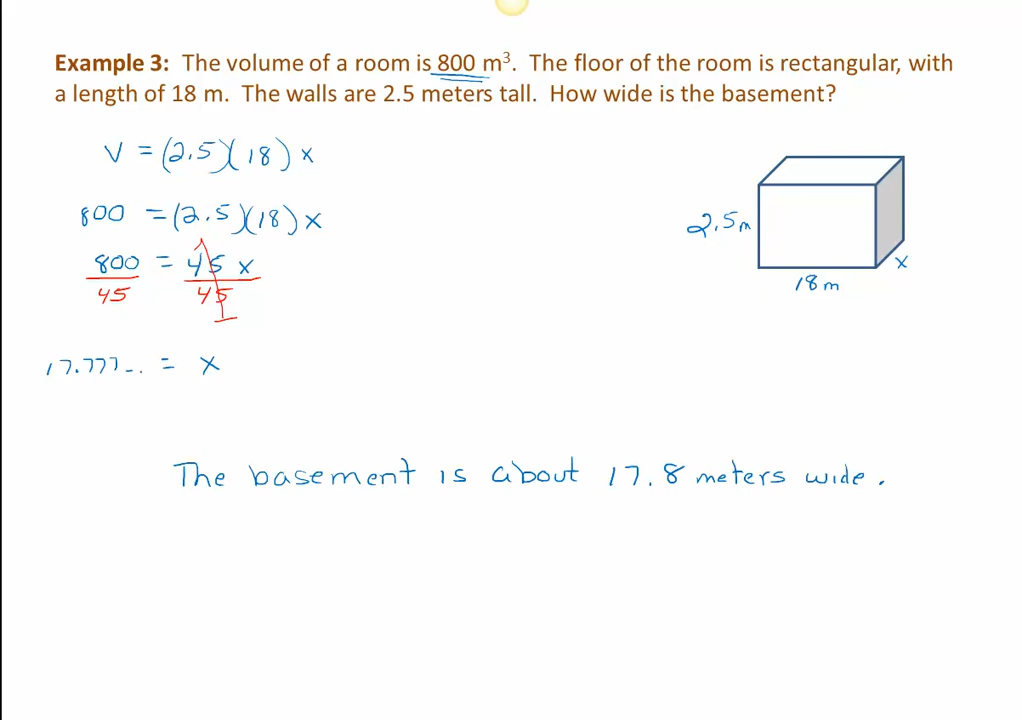 Example 3: The volume of a room is 800 m³. The floor of the room is rectangular, with
a length of 18 m. The walls are 2.5 meters tall. How wide is the basement?
V = (2.5)(18) x
800 = (2.5)(18) x
800 = 45 x
45 45
1
2.5m
18m
x
17.777... = x
The basement is about 17.8 meters wide.